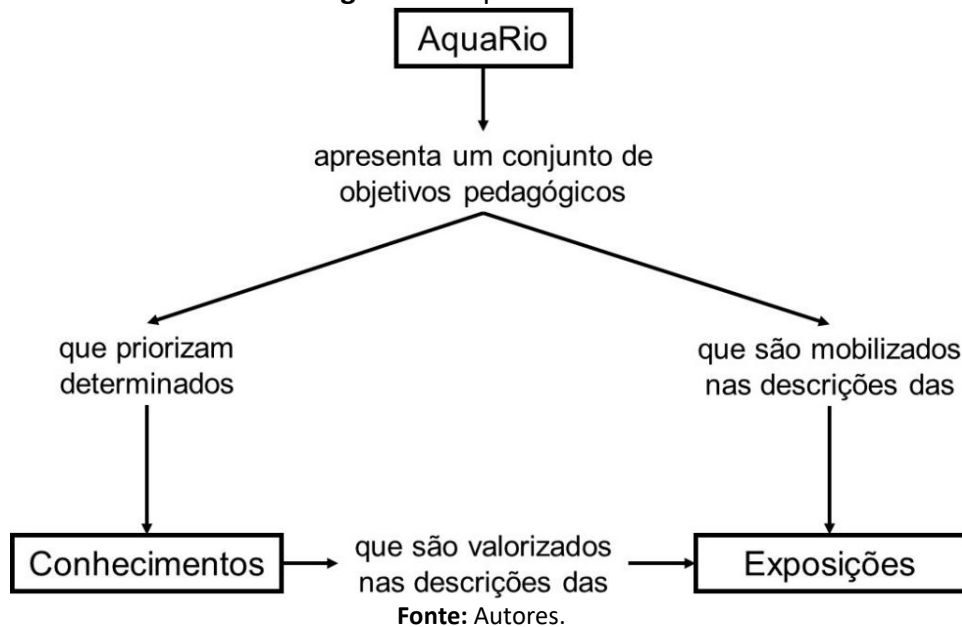 AquaRio
apresenta um conjunto de
objetivos pedagógicos
que priorizam
determinados
que são mobilizados
nas descrições das
Conhecimentos
que são valorizados
nas descrições das
Exposições
Fonte: Autores.